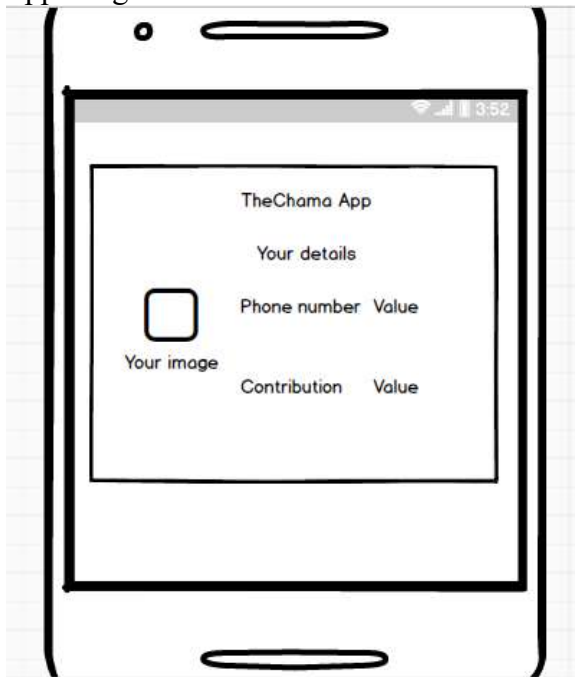 3:52
TheChama App
Your details
Phone number Value
Your image
Contribution Value